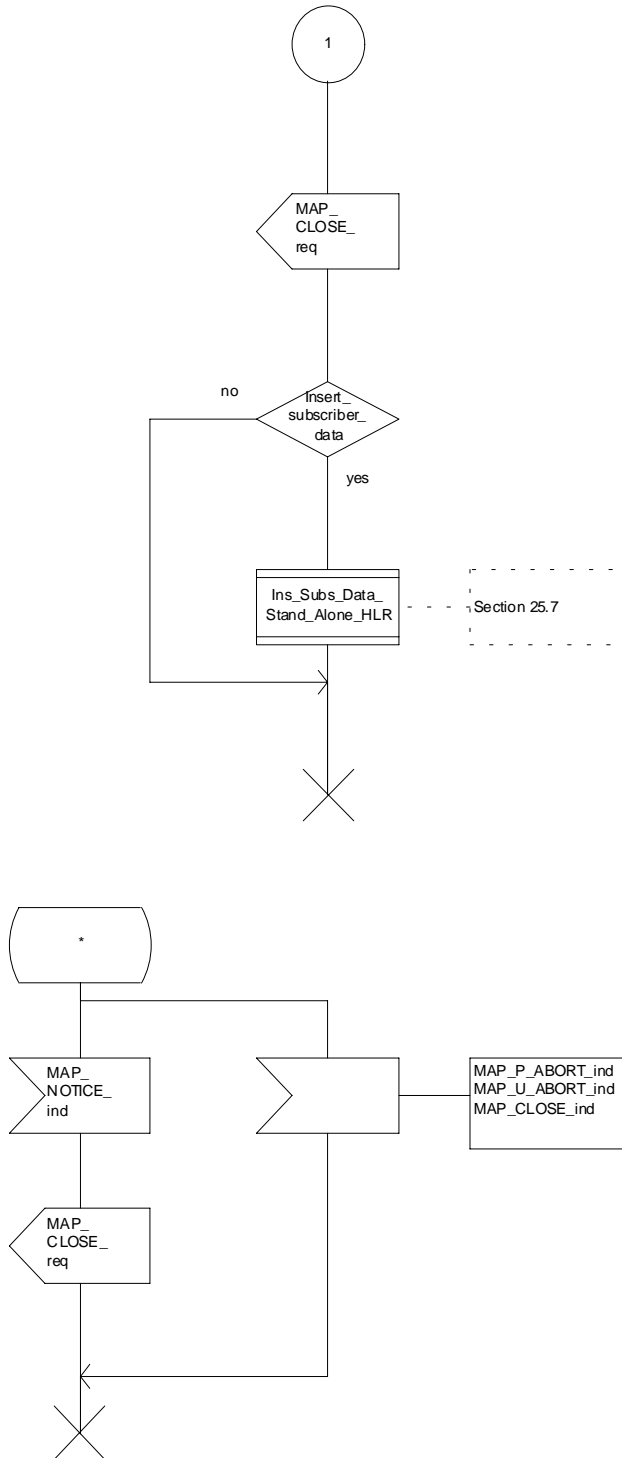 1
MAP_
CLOSE_
req
no
Insert_
subscriber_
data
yes
Ins_Subs_Data_
Stand_Alone_HLR
Section 25.7
*
MAP_
NOTICE_
ind
MAP_P_ABORT_ind
MAP_U_ABORT_ind
MAP_CLOSE_ind
MAP_
CLOSE_
req